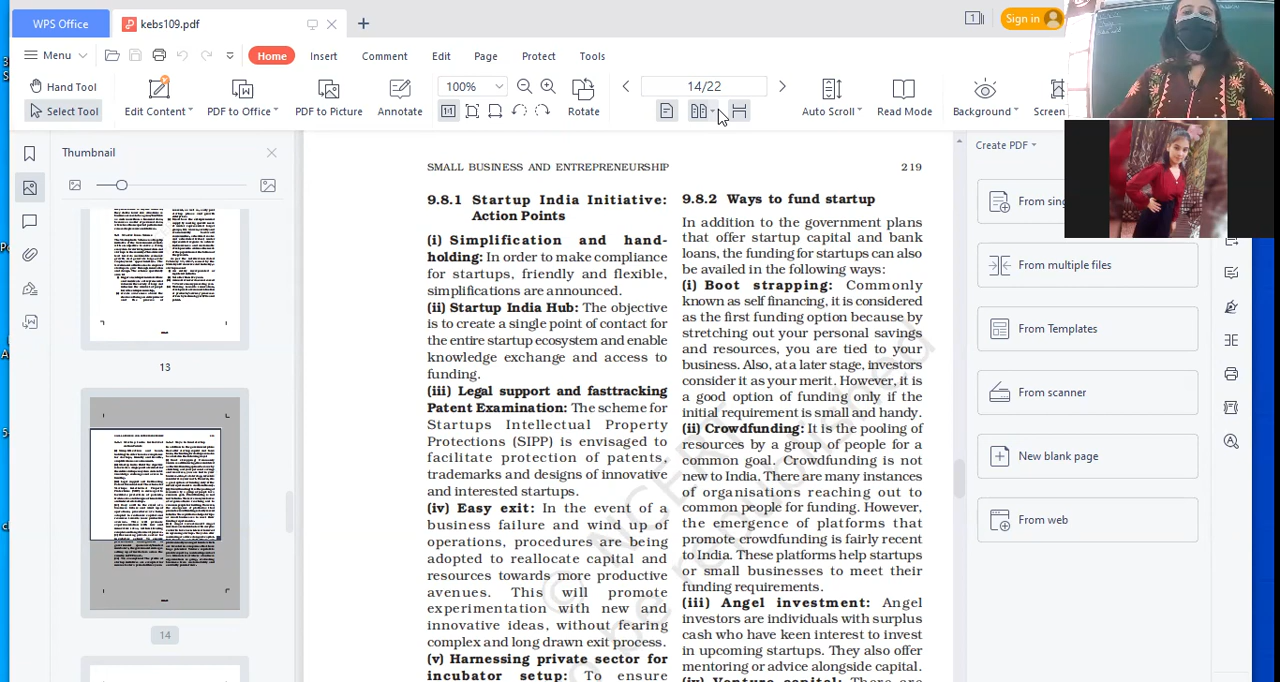 WPS Office
kebs109.pdf
Sign in
Menu
Home
Insert
Comment
Edit
Page
Protect
Tools
Hand Tool
Select Tool
Edit Content
PDF to Office
PDF to Picture
Annotate
100%
Rotate
14/22
Auto Scroll
Read Mode
Background
Screen
Thumbnail
13
14
SMALL BUSINESS AND ENTREPRENEURSHIP 219
9.8.1 Startup India Initiative:
Action Points
(i) Simplification and hand-
holding: In order to make compliance
for startups, friendly and flexible,
simplifications are announced.
(ii) Startup India Hub: The objective
is to create a single point of contact for
the entire startup ecosystem and enable
knowledge exchange and access to
funding.
(iii) Legal support and fasttracking
Patent Examination: The scheme for
Startups Intellectual Property
Protections (SIPP) is envisaged to
facilitate protection of patents,
trademarks and designs of innovative
and interested startups.
(iv) Easy exit: In the event of a
business failure and wind up of
operations, procedures are being
adopted to reallocate capital and
resources towards more productive
avenues. This will promote
experimentation with new and
innovative ideas, without fearing
complex and long drawn exit process.
(v) Harnessing private sector for
incubator setup: To ensure
9.8.2 Ways to fund startup
In addition to the government plans
that offer startup capital and bank
loans, the funding for startups can also
be availed in the following ways:
(i) Boot strapping: Commonly
known as self financing, it is considered
as the first funding option because by
stretching out your personal savings
and resources, you are tied to your
business. Also, at a later stage, investors
consider it as your merit. However, it is
a good option of funding only if the
initial requirement is small and handy.
(ii) Crowdfunding: It is the pooling of
resources by a group of people for a
common goal. Crowdfunding is not
new to India. There are many instances
of organisations reaching out to
common people for funding. However,
the emergence of platforms that
promote crowdfunding is fairly recent
to India. These platforms help startups
or small businesses to meet their
funding requirements.
(iii) Angel investment: Angel
investors are individuals with surplus
cash who have keen interest to invest
in upcoming startups. They also offer
mentoring or advice alongside capital.
(iv) Venture capital: There are
© NCERT
be republished
Create PDF
From sing
From multiple files
From Templates
From scanner
New blank page
From web